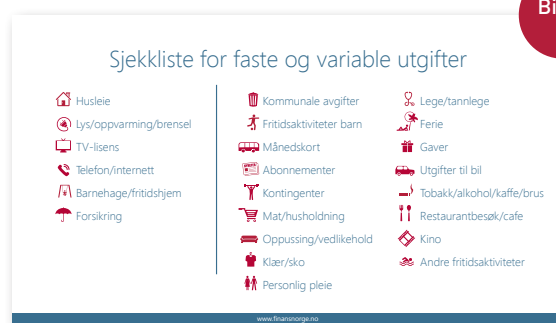 Bi
Sjekkliste for faste og variable utgifter
Husleie
Lys/oppvarming/brensel
TV-lisens
Telefon/internett
Barnehage/fritidshjem
Forsikring
Kommunale avgifter
Fritidsaktiviteter barn
Månedskort
Abonnementer
Kontingenter
Mat/husholdning
Oppussing/vedlikehold
Klær/sko
Personlig pleie
Lege/tannlege
Ferie
Gaver
Utgifter til bil
Tobakk/alkohol/kaffe/brus
Restaurantbesøk/cafe
Kino
Andre fritidsaktiviteter
www.finansnorge.no